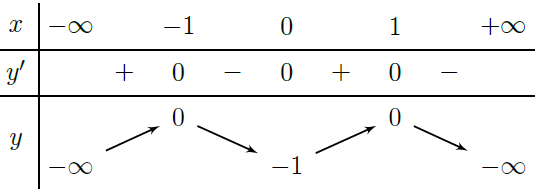 x −∞ −1 0 1 +∞
y′ + 0 − 0 + 0 −
0 0
y
−∞ −1 −∞